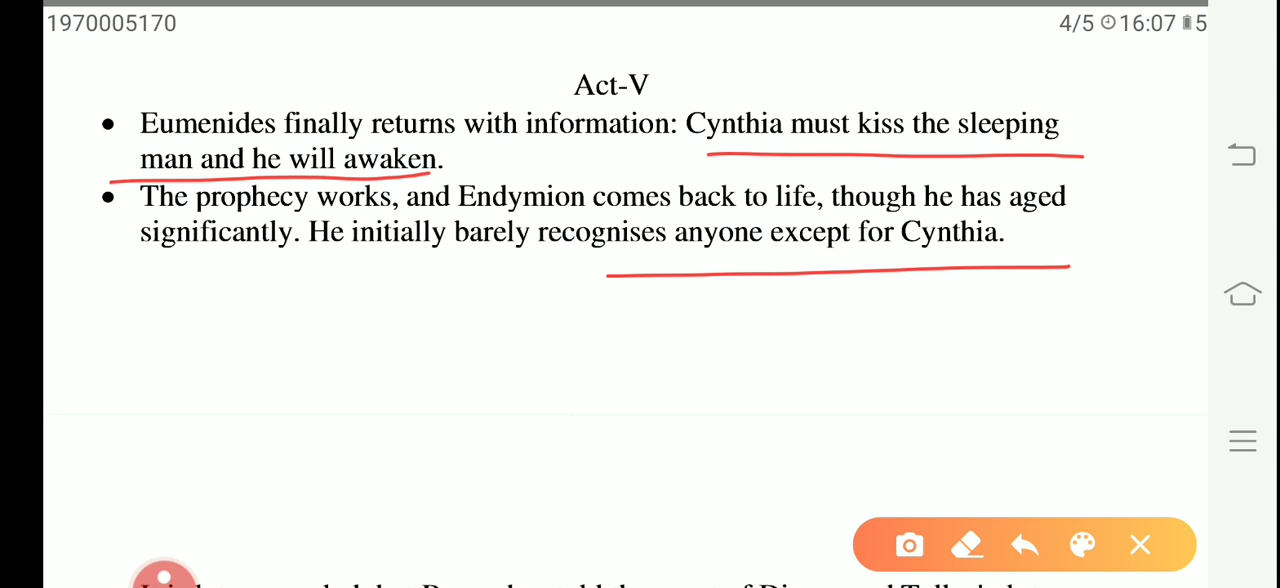 1970005170
4/5 16:07 5
Act-V
• Eumenides finally returns with information: Cynthia must kiss the sleeping
man and he will awaken.
• The prophecy works, and Endymion comes back to life, though he has aged
significantly. He initially barely recognises anyone except for Cynthia.